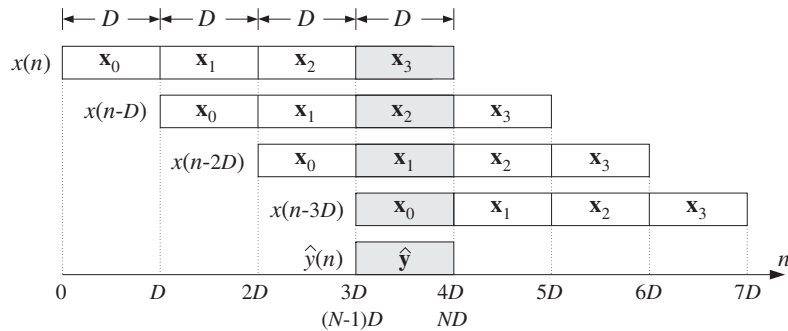 D D D D
x(n) x₀ x₁ x₂ x₃
x(n-D) x₀ x₁ x₂ x₃
x(n-2D) x₀ x₁ x₂ x₃
x(n-3D) x₀ x₁ x₂ x₃
ŷ(n) ŷ
n
0 D 2D 3D 4D 5D 6D 7D
(N-1)D ND